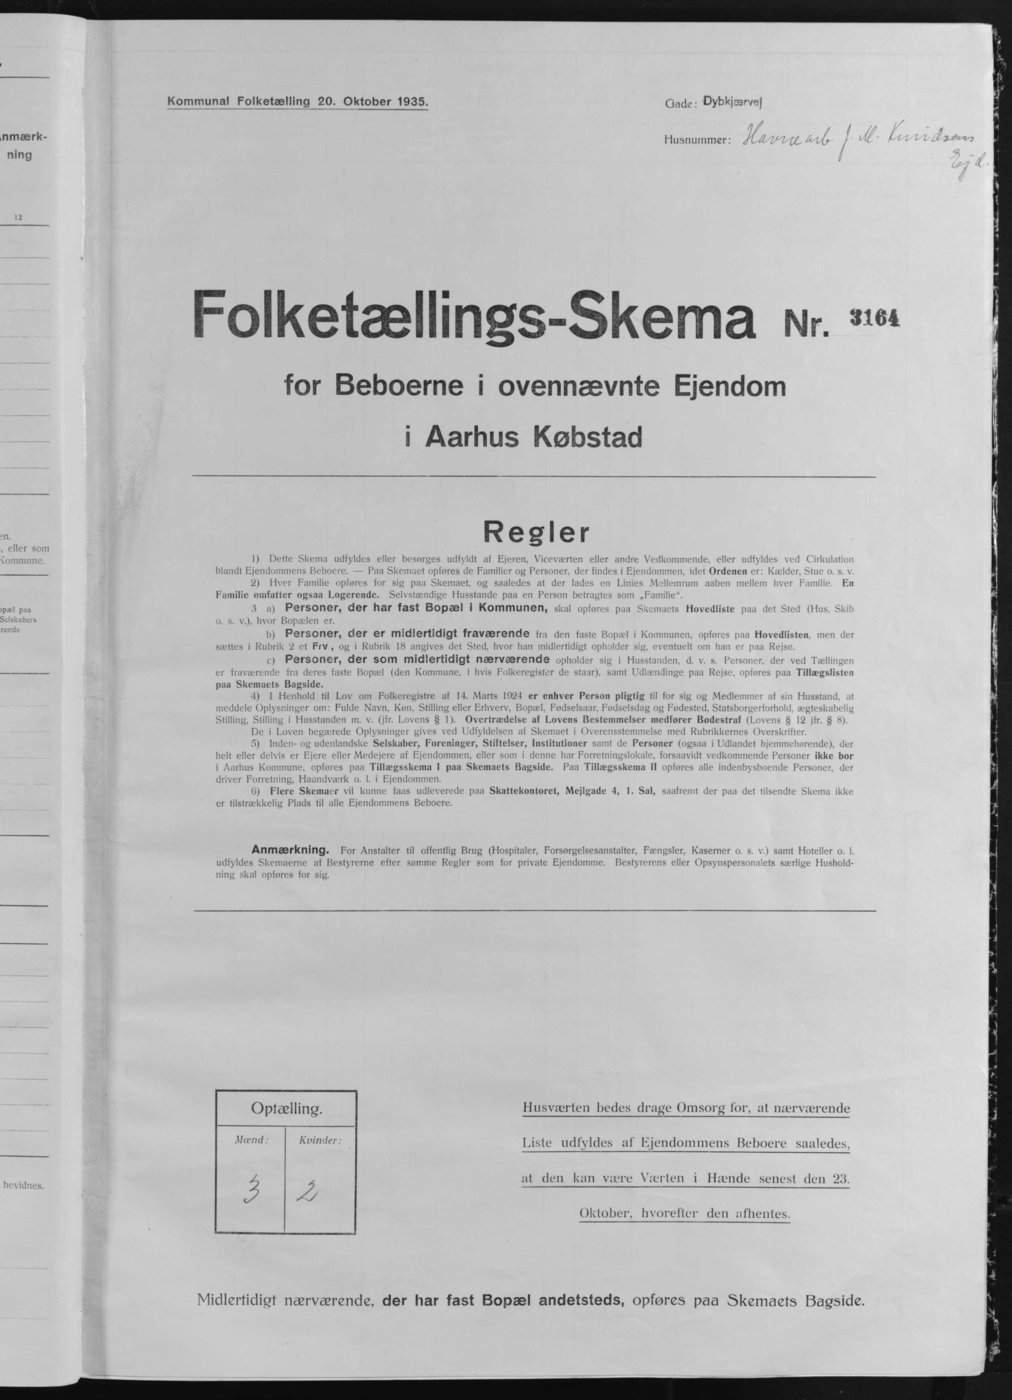 Kommunal Folketælling 20. Oktober 1935.
Gade: Dybkjærvej
Husnummer: Havnearb J. M. Knudsens
Ejd.
Folketællings-Skema Nr. 3164
for Beboerne i ovennævnte Ejendom
i Aarhus Købstad
Regler
1) Dette Skema udfyldes eller besørges udfyldt af Ejeren, Viceværten eller andre Vedkommende, eller udfyldes ved Cirkulation
blandt Ejendommens Beboere. — Paa Skemaet opføres de Familier og Personer, der findes i Ejendommen, idet Ordenen er: Kælder, Stue o. s. v.
2) Hver Familie opføres for sig paa Skemaet, og saaledes at der lades en Linies Mellemrum aaben mellem hver Familie. En
Familie omfatter ogsaa Logerende. Selvstændige Husstande paa en Person betragtes som „Familie“.
3 a) Personer, der har fast Bopæl i Kommunen, skal opføres paa Skemaets Hovedliste paa det Sted (Hus, Skib
o. s. v.), hvor Bopælen er.
b) Personer, der er midlertidigt fraværende fra den faste Bopæl i Kommunen, opføres paa Hovedlisten, men der
sættes i Rubrik 2 et Frv., og i Rubrik 18 angives det Sted, hvor han midlertidigt opholder sig, eventuelt om han er paa Rejse.
c) Personer, der som midlertidigt nærværende opholder sig i Husstanden, d. v. s. Personer, der ved Tællingen
er fraværende fra deres faste Bopæl (den Kommune, i hvis Folkeregister de staar), samt Udlændinge paa Rejse, opføres paa Tillægslisten
paa Skemaets Bagside.
4) I Henhold til Lov om Folkeregistre af 14. Marts 1924 er enhver Person pligtig til for sig og Medlemmer af sin Husstand, at
meddele Oplysninger om: Fulde Navn, Køn, Stilling eller Erhverv, Bopæl, Fødselsaar, Fødselsdag og Fødested, Statsborgerforhold, ægteskabelig
Stilling, Stilling i Husstanden m. v. (jfr. Lovens § 1). Overtrædelse af Lovens Bestemmelser medfører Bødestraf (Lovens § 12 jfr. § 8).
De i Loven begærede Oplysninger gives ved Udfyldelsen af Skemaet i Overensstemmelse med Rubrikkernes Overskrifter.
5) Inden- og udenlandske Selskaber, Foreninger, Stiftelser, Institutioner samt de Personer (ogsaa i Udlandet hjemmehørende), der
helt eller delvis er Ejere eller Medejere af Ejendommen, eller som i denne har Forretningslokale, forsaavidt vedkommende Personer ikke bor
i Aarhus Kommune, opføres paa Tillægsskema I paa Skemaets Bagside. Paa Tillægsskema II opføres alle indenbysboende Personer, der
driver Forretning, Haandværk o. l. i Ejendommen.
6) Flere Skemaer vil kunne faas udleverede paa Skattekontoret, Mejlgade 4, 1. Sal, saafremt der paa det tilsendte Skema ikke
er tilstrækkelig Plads til alle Ejendommens Beboere.
Anmærkning. For Anstalter til offentlig Brug (Hospitaler, Forsørgelsesanstalter, Fængsler, Kaserner o. s. v.) samt Hoteller o. l.
udfyldes Skemaerne af Bestyrerne efter samme Regler som for private Ejendomme. Bestyrerens eller Opsynspersonalets særlige Hushold-
ning skal opføres for sig.
Optælling.
Mænd: Kvinder:
3 2
Husværten bedes drage Omsorg for, at nærværende
Liste udfyldes af Ejendommens Beboere saaledes,
at den kan være Værten i Hænde senest den 23.
Oktober, hvorefter den afhentes.
Midlertidigt nærværende, der har fast Bopæl andetsteds, opføres paa Skemaets Bagside.
nmærk-
ning
12
en.
, eller som
Kommune.
opæl paa
Selskabers
rende
bevidnes.